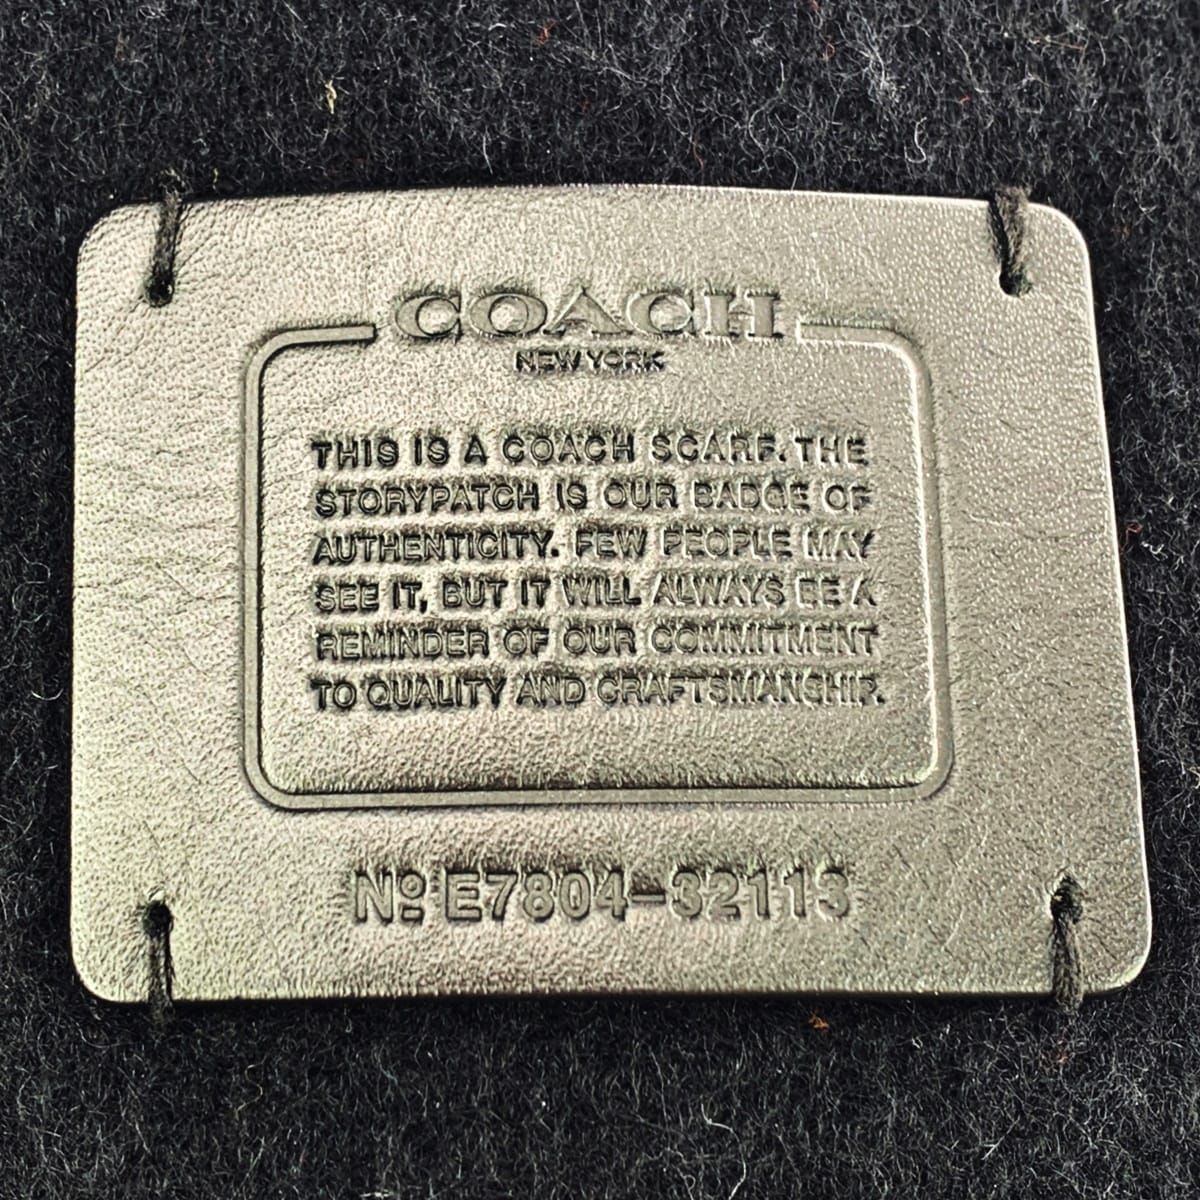 COACH
NEW YORK
THIS IS A COACH SCARF. THE
STORYPATCH IS OUR BADGE OF
AUTHENTICITY. FEW PEOPLE MAY
SEE IT, BUT IT WILL ALWAYS BE A
REMINDER OF OUR COMMITMENT
TO QUALITY AND CRAFTSMANSHIP.
Nº E7804-32113